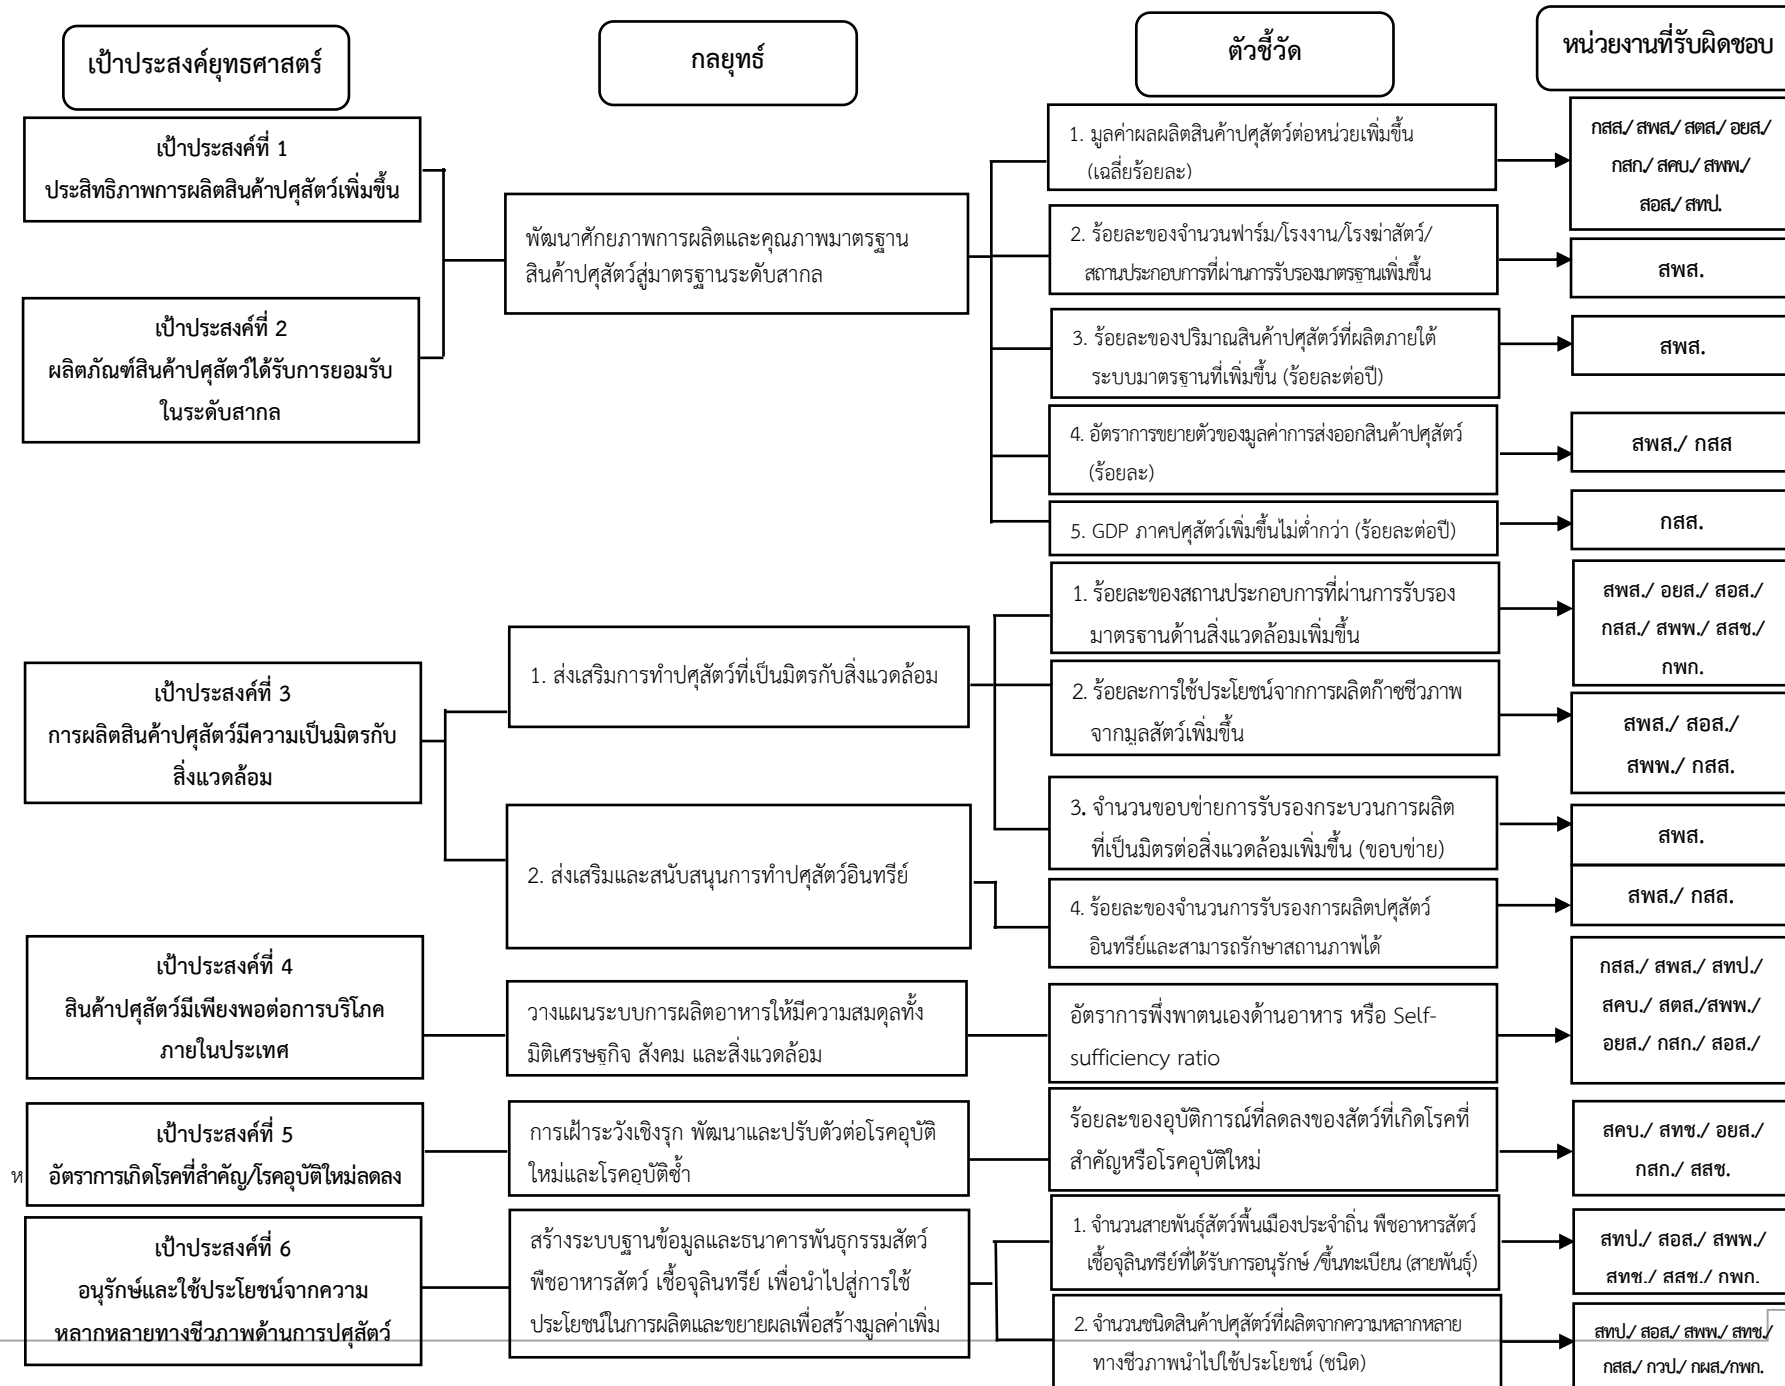 เป้าประสงค์ยุทธศาสตร์
กลยุทธ์
ตัวชี้วัด
หน่วยงานที่รับผิดชอบ
เป้าประสงค์ที่ 1
ประสิทธิภาพการผลิตสินค้าปศุสัตว์เพิ่มขึ้น
เป้าประสงค์ที่ 2
ผลิตภัณฑ์สินค้าปศุสัตว์ได้รับการยอมรับ
ในระดับสากล
พัฒนาศักยภาพการผลิตและคุณภาพมาตรฐาน
สินค้าปศุสัตว์สู่มาตรฐานระดับสากล
1. มูลค่าผลผลิตสินค้าปศุสัตว์ต่อหน่วยเพิ่มขึ้น
(เฉลี่ยร้อยละ)
กสส./ สพส./ สตส./ อยส./
กสก./ สคบ./ สพพ./
สอส./ สทป.
2. ร้อยละของจำนวนฟาร์ม/โรงงาน/โรงฆ่าสัตว์/
สถานประกอบการที่ผ่านการรับรองมาตรฐานเพิ่มขึ้น
สพส.
3. ร้อยละของปริมาณสินค้าปศุสัตว์ที่ผลิตภายใต้
ระบบมาตรฐานที่เพิ่มขึ้น (ร้อยละต่อปี)
สพส.
4. อัตราการขยายตัวของมูลค่าการส่งออกสินค้าปศุสัตว์
(ร้อยละ)
สพส./ กสส
5. GDP ภาคปศุสัตว์เพิ่มขึ้นไม่ต่ำกว่า (ร้อยละต่อปี)
กสส.
เป้าประสงค์ที่ 3
การผลิตสินค้าปศุสัตว์มีความเป็นมิตรกับ
สิ่งแวดล้อม
1. ส่งเสริมการทำปศุสัตว์ที่เป็นมิตรกับสิ่งแวดล้อม
2. ส่งเสริมและสนับสนุนการทำปศุสัตว์อินทรีย์
1. ร้อยละของสถานประกอบการที่ผ่านการรับรอง
มาตรฐานด้านสิ่งแวดล้อมเพิ่มขึ้น
สพส./ อยส./ สอส./
กสส./ สพพ./ สสช./
กพก.
2. ร้อยละการใช้ประโยชน์จากการผลิตก๊าซชีวภาพ
จากมูลสัตว์เพิ่มขึ้น
สพส./ สอส./
สพพ./ กสส.
3. จำนวนขอบข่ายการรับรองกระบวนการผลิต
ที่เป็นมิตรต่อสิ่งแวดล้อมเพิ่มขึ้น (ขอบข่าย)
สพส.
4. ร้อยละของจำนวนการรับรองการผลิตปศุสัตว์
อินทรีย์และสามารถรักษาสถานภาพได้
สพส./ กสส.
เป้าประสงค์ที่ 4
สินค้าปศุสัตว์มีเพียงพอต่อการบริโภค
ภายในประเทศ
วางแผนระบบการผลิตอาหารให้มีความสมดุลทั้ง
มิติเศรษฐกิจ สังคม และสิ่งแวดล้อม
อัตราการพึ่งพาตนเองด้านอาหาร หรือ Self-
sufficiency ratio
กสส./ สพส./ สทป./
สคบ./ สตส./สพพ./
อยส./ กสก./ สอส./
เป้าประสงค์ที่ 5
อัตราการเกิดโรคที่สำคัญ/โรคอุบัติใหม่ลดลง
ห
การเฝ้าระวังเชิงรุก พัฒนาและปรับตัวต่อโรคอุบัติ
ใหม่และโรคอุบัติซ้ำ
ร้อยละของอุบัติการณ์ที่ลดลงของสัตว์ที่เกิดโรคที่
สำคัญหรือโรคอุบัติใหม่
สคบ./ สทช./ อยส./
กสก./ สสช.
เป้าประสงค์ที่ 6
อนุรักษ์และใช้ประโยชน์จากความ
หลากหลายทางชีวภาพด้านการปศุสัตว์
สร้างระบบฐานข้อมูลและธนาคารพันธุกรรมสัตว์
พืชอาหารสัตว์ เชื้อจุลินทรีย์ เพื่อนำไปสู่การใช้
ประโยชน์ในการผลิตและขยายผลเพื่อสร้างมูลค่าเพิ่ม
1. จำนวนสายพันธุ์สัตว์พื้นเมืองประจำถิ่น พืชอาหารสัตว์
เชื้อจุลินทรีย์ที่ได้รับการอนุรักษ์ /ขึ้นทะเบียน (สายพันธุ์)
สทป./ สอส./ สพพ./
สทช./ สสช./ กพก.
2. จำนวนชนิดสินค้าปศุสัตว์ที่ผลิตจากความหลากหลาย
ทางชีวภาพนำไปใช้ประโยชน์ (ชนิด)
สทป./ สอส./ สพพ./ สทช./
กสส./ กวป./ กผส./กพก.